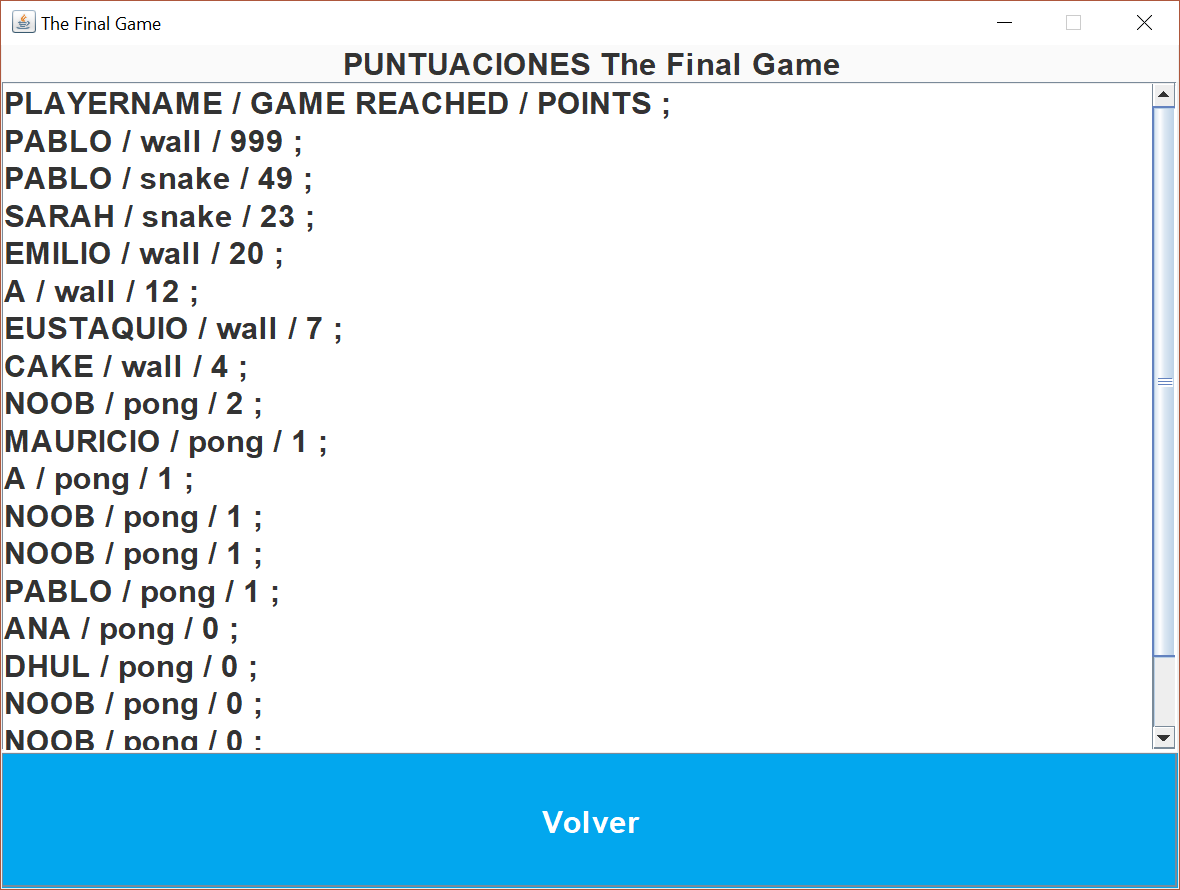 The Final Game
PUNTUACIONES The Final Game
PLAYERNAME / GAME REACHED / POINTS ;
PABLO / wall / 999 ;
PABLO / snake / 49 ;
SARAH / snake / 23 ;
EMILIO / wall / 20 ;
A / wall / 12 ;
EUSTAQUIO / wall / 7 ;
CAKE / wall / 4 ;
NOOB / pong / 2 ;
MAURICIO / pong / 1 ;
A / pong / 1 ;
NOOB / pong / 1 ;
NOOB / pong / 1 ;
PABLO / pong / 1 ;
ANA / pong / 0 ;
DHUL / pong / 0 ;
NOOB / pong / 0 ;
NOOB / pong / 0 ;
Volver